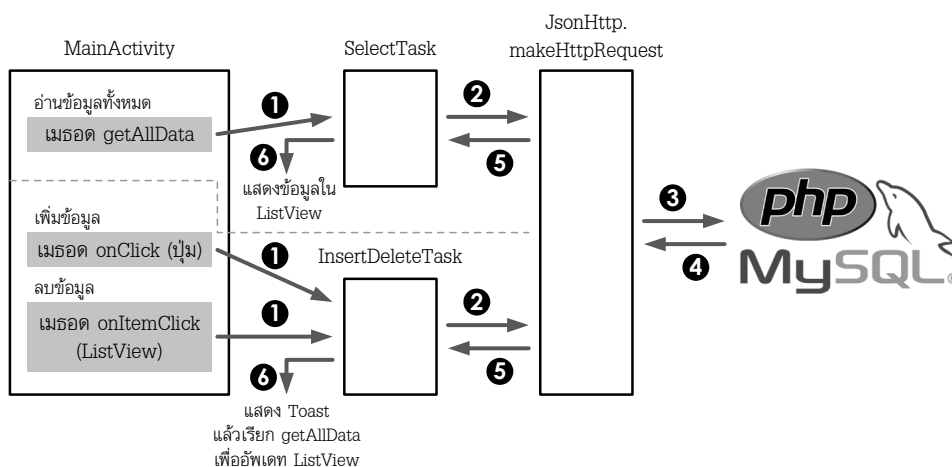 MainActivity
SelectTask
JsonHttp.
makeHttpRequest
อ่านข้อมูลทั้งหมด
เมธอด getAllData
1
2
5
6
แสดงข้อมูลใน
ListView
เพิ่มข้อมูล
เมธอด onClick (ปุ่ม)
ลบข้อมูล
เมธอด onItemClick
(ListView)
1
1
InsertDeleteTask
2
5
6
แสดง Toast
แล้วเรียก getAllData
เพื่ออัพเดท ListView
3
4
php
MySQL®